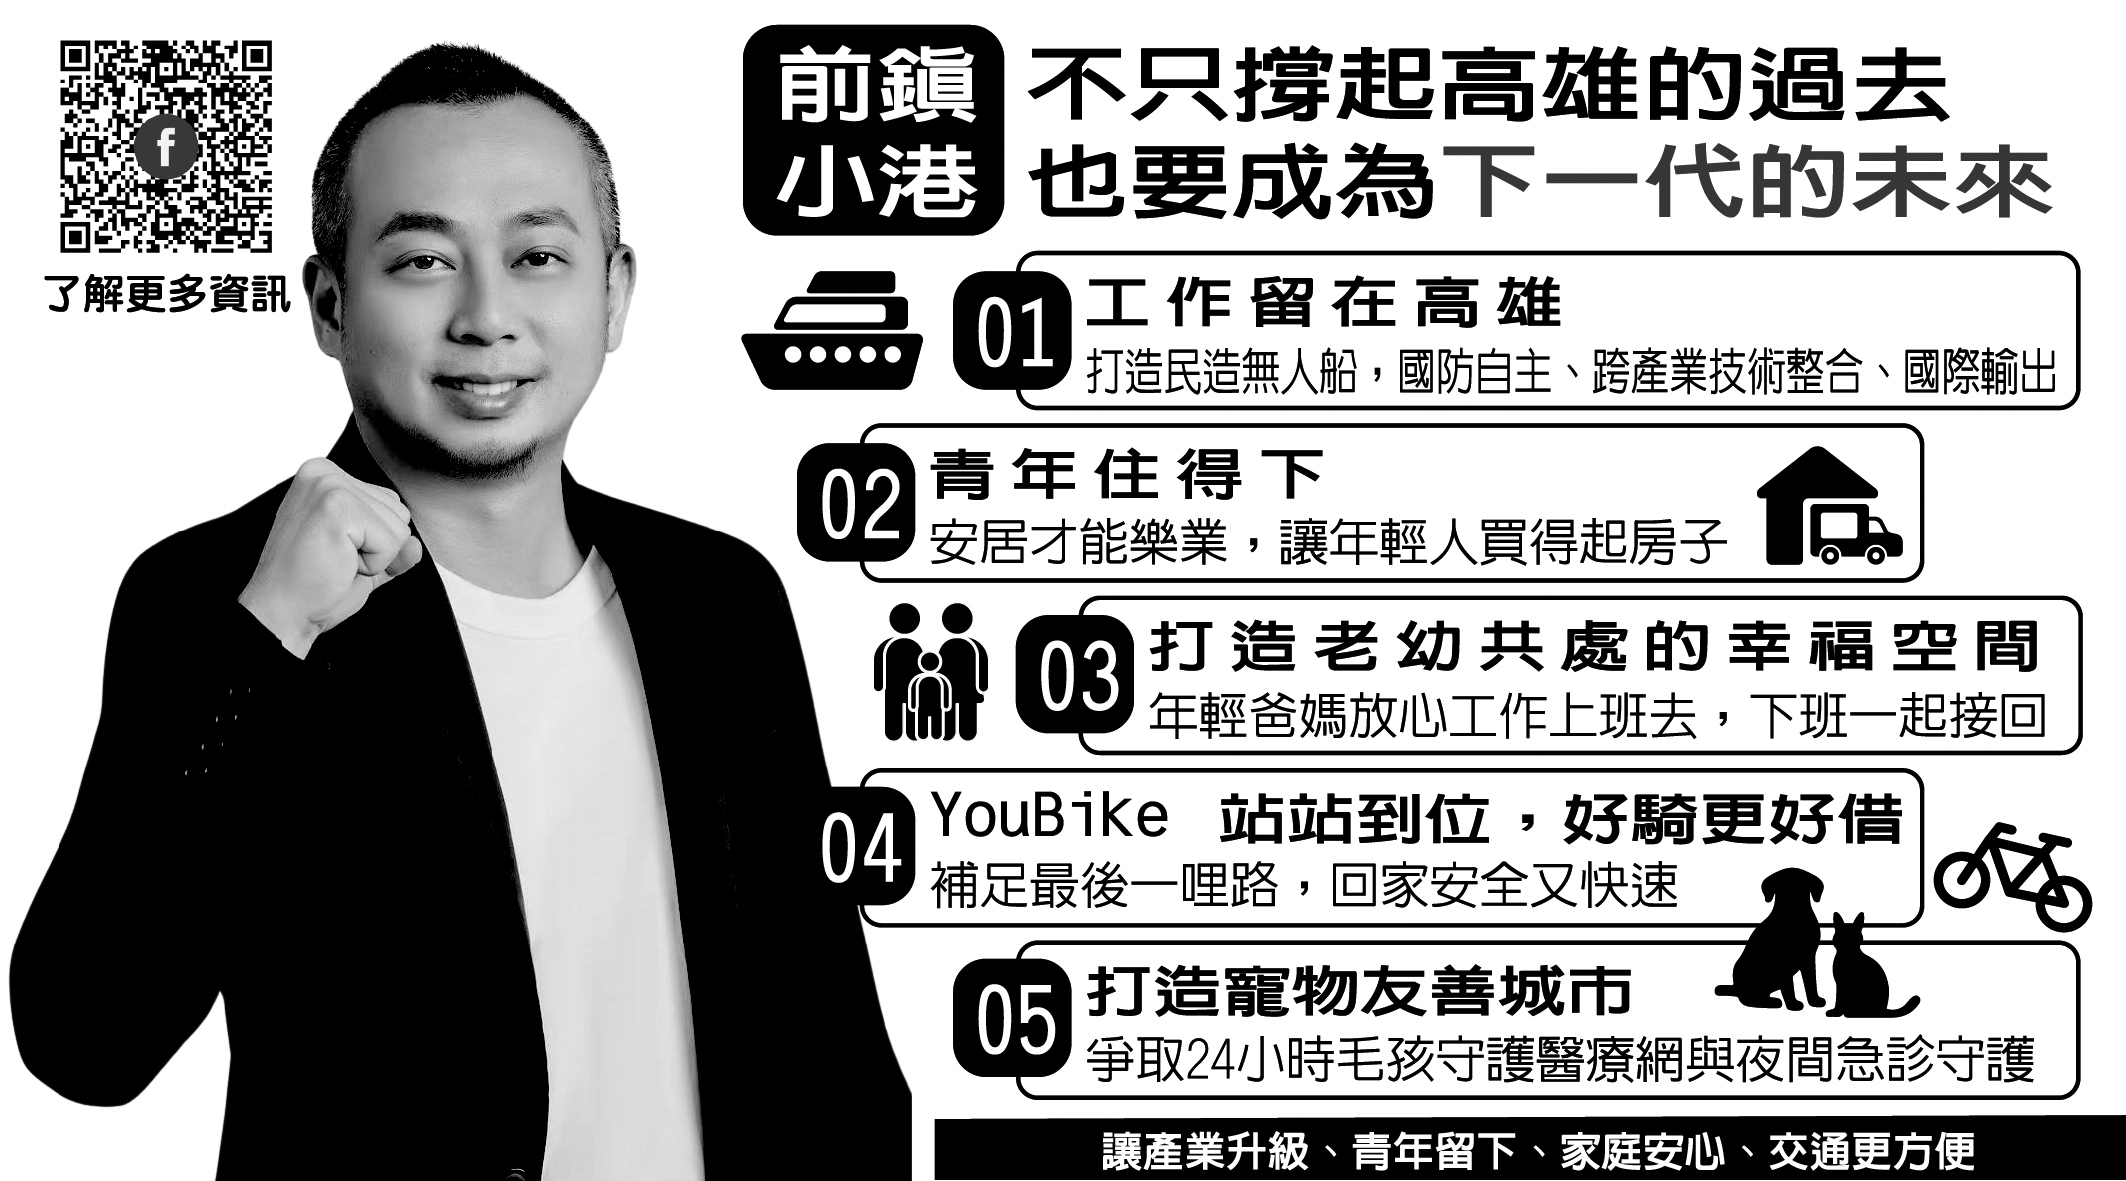 f
了解更多資訊
前鎮
小港
不只撐起高雄的過去
也要成為下一代的未來
01
工作留在高雄
打造民造無人船，國防自主、跨產業技術整合、國際輸出
02
青年住得下
安居才能樂業，讓年輕人買得起房子
03
打造老幼共處的幸福空間
年輕爸媽放心工作上班去，下班一起接回
04
YouBike 站站到位，好騎更好借
補足最後一哩路，回家安全又快速
05
打造寵物友善城市
爭取24小時毛孩守護醫療網與夜間急診守護
讓產業升級、青年留下、家庭安心、交通更方便